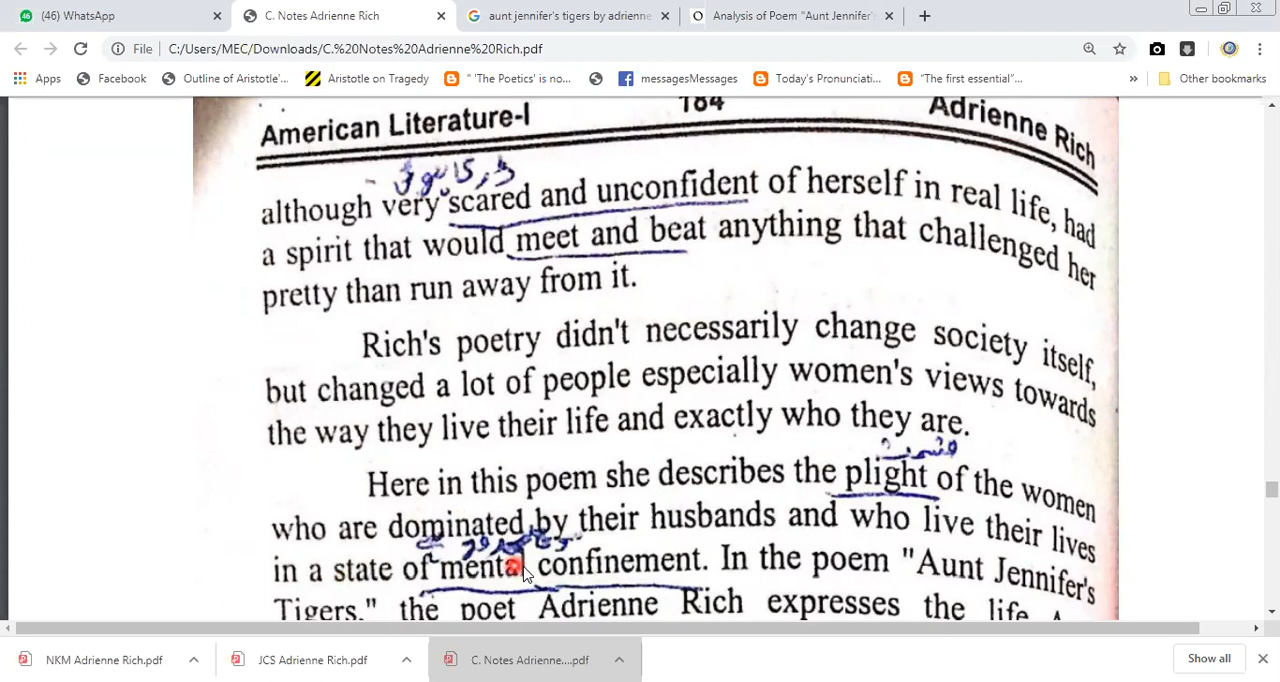 (46) WhatsApp
C. Notes Adrienne Rich
aunt jennifer's tigers by adrienne
Analysis of Poem "Aunt Jennifer's
File C:/Users/MEC/Downloads/C.%20Notes%20Adrienne%20Rich.pdf
Apps Facebook Outline of Aristotle'... Aristotle on Tragedy " 'The Poetics' is no... messagesMessages Today's Pronunciati... "The first essential"... » Other bookmarks
American Literature-I 184 Adrienne Rich
although very scared and unconfident of herself in real life, had
a spirit that would meet and beat anything that challenged her
pretty than run away from it.
Rich's poetry didn't necessarily change society itself,
but changed a lot of people especially women's views towards
the way they live their life and exactly who they are.
Here in this poem she describes the plight of the women
who are dominated by their husbands and who live their lives
in a state of mental confinement. In the poem "Aunt Jennifer's
Tigers," the poet Adrienne Rich expresses the life
NKM Adrienne Rich.pdf JCS Adrienne Rich.pdf C. Notes Adrienne....pdf Show all